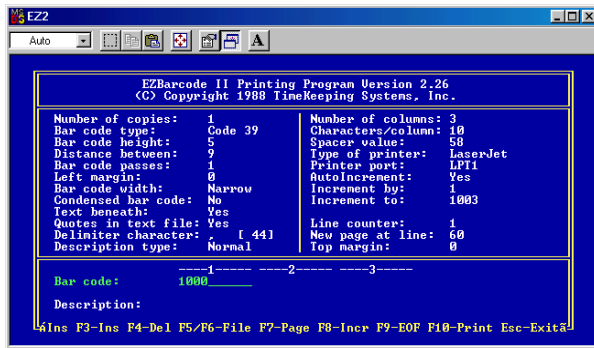 EZ2
Auto
EZBarcode II Printing Program Version 2.26
(C) Copyright 1988 TimeKeeping Systems, Inc.
Number of copies: 1 Number of columns: 3
Bar code type: Code 39 Characters/column: 10
Bar code height: 5 Spacer value: 58
Distance between: 9 Type of printer: LaserJet
Bar code passes: 1 Printer port: LPT1
Left margin: 0 AutoIncrement: Yes
Bar code width: Narrow Increment by: 1
Condensed bar code: No Increment to: 1003
Text beneath: Yes
Quotes in text file: Yes Line counter: 1
Delimiter character: , [ 44] New page at line: 60
Description type: Normal Top margin: 0
----1----- ----2----- ----3-----
Bar code: 1000______
Description:
áIns F3-Ins F4-Del F5/F6-File F7-Page F8-Incr F9-EOF F10-Print Esc-Exitã